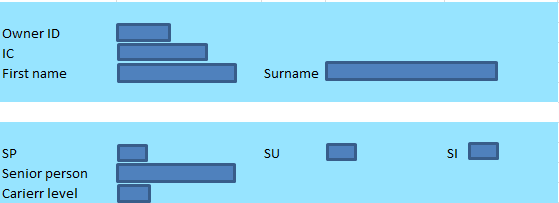 Owner ID
IC
First name Surname
SP SU SI
Senior person
Carierr level